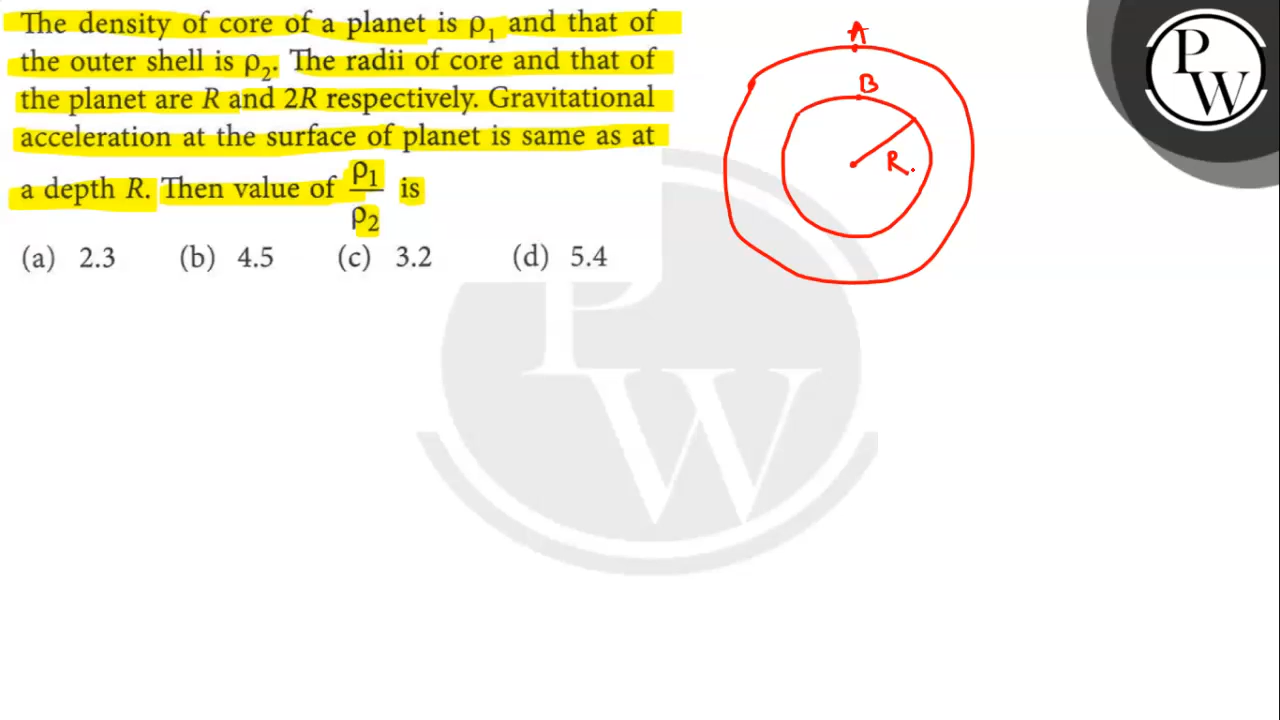 The density of core of a planet is ρ₁ and that of
the outer shell is ρ₂. The radii of core and that of
the planet are R and 2R respectively. Gravitational
acceleration at the surface of planet is same as at
a depth R. Then value of ρ₁/ρ₂ is
(a) 2.3 (b) 4.5 (c) 3.2 (d) 5.4
A
B
R.
P
W
P
W